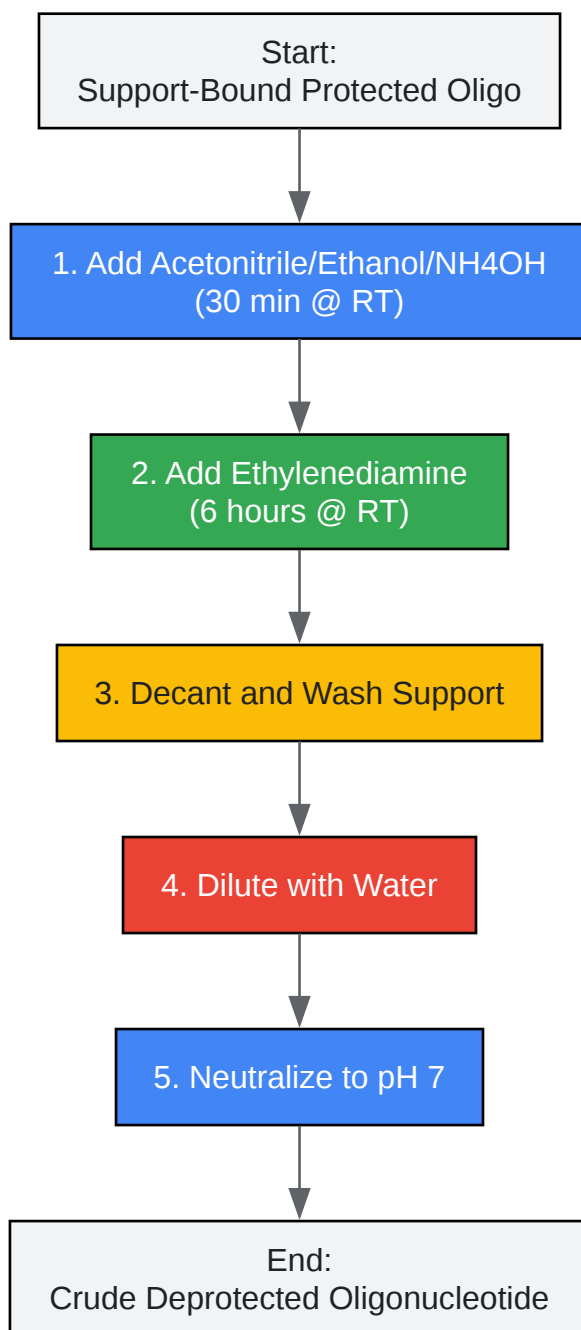 Start:
Support-Bound Protected Oligo
1. Add Acetonitrile/Ethanol/NH4OH
(30 min @ RT)
2. Add Ethylenediamine
(6 hours @ RT)
3. Decant and Wash Support
4. Dilute with Water
5. Neutralize to pH 7
End:
Crude Deprotected Oligonucleotide